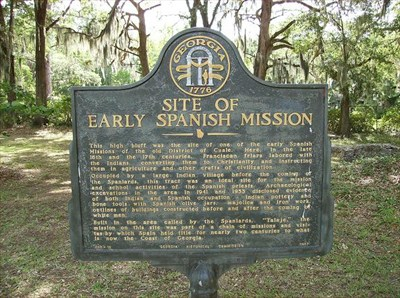 GEORGIA
1776
SITE OF
EARLY SPANISH MISSION
This high bluff was the site of one of the early Spanish
Missions of the old District of Guale. Here, in the late
16th and the 17th centuries, Franciscan friars labored with
the Indians, converting them to Christianity and instructing
them in agriculture and other crafts of civilization.
Occupied by a large Indian village before the coming of
the Spaniards, this tract was an ideal site for the mission
and school activities of the Spanish priests. Archaeological
excavations in the area in 1941 and 1953 disclosed evidence
of both Indian and Spanish occupation - Indian pottery and
bone tools with Spanish olive jars, majolica and iron work,
outlines of buildings constructed before and after the coming of
white men.
Built in the area called by the Spaniards, "Talaje," the
mission on this site was part of a chain of missions and visi-
tas by which Spain held title for nearly two centuries to what
is now the Coast of Georgia.
GEORGIA HISTORICAL COMMISSION